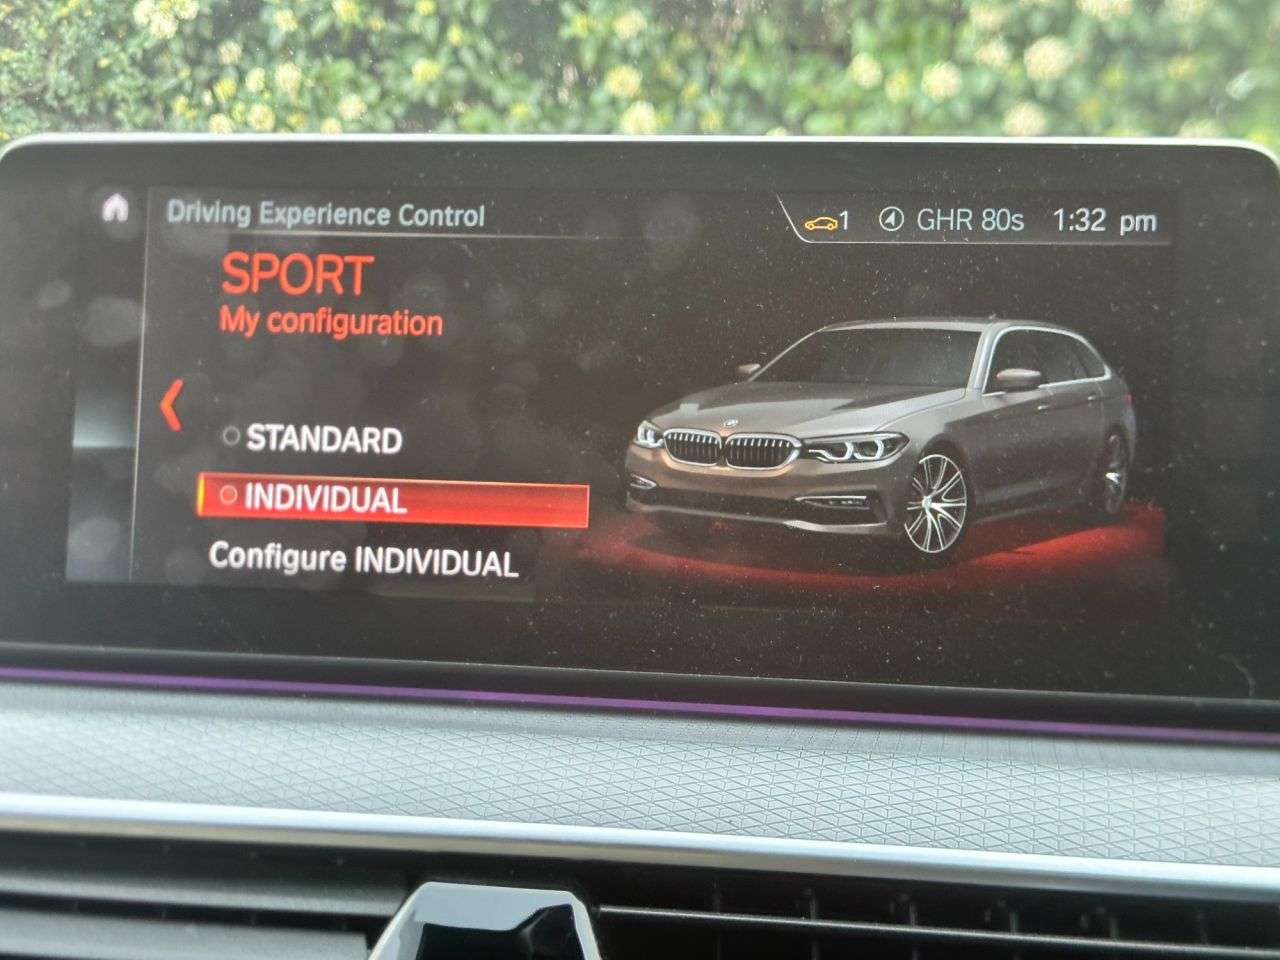 Driving Experience Control
1 GHR 80s 1:32 pm
SPORT
My configuration
STANDARD
INDIVIDUAL
Configure INDIVIDUAL